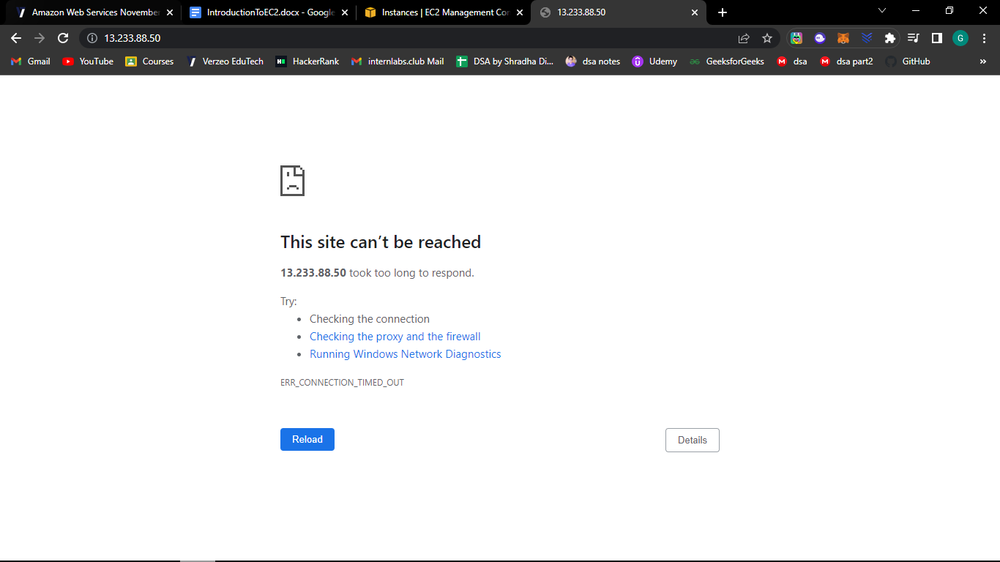 Amazon Web Services November
IntroductionToEC2.docx - Google
Instances | EC2 Management Con
13.233.88.50
13.233.88.50
G
Gmail
YouTube
Courses
Verzeo EduTech
HackerRank
internlabs.club Mail
DSA by Shradha Di...
dsa notes
Udemy
GeeksforGeeks
dsa
dsa part2
GitHub
»
This site can't be reached
13.233.88.50 took too long to respond.
Try:
• Checking the connection
• Checking the proxy and the firewall
• Running Windows Network Diagnostics
ERR_CONNECTION_TIMED_OUT
Reload
Details